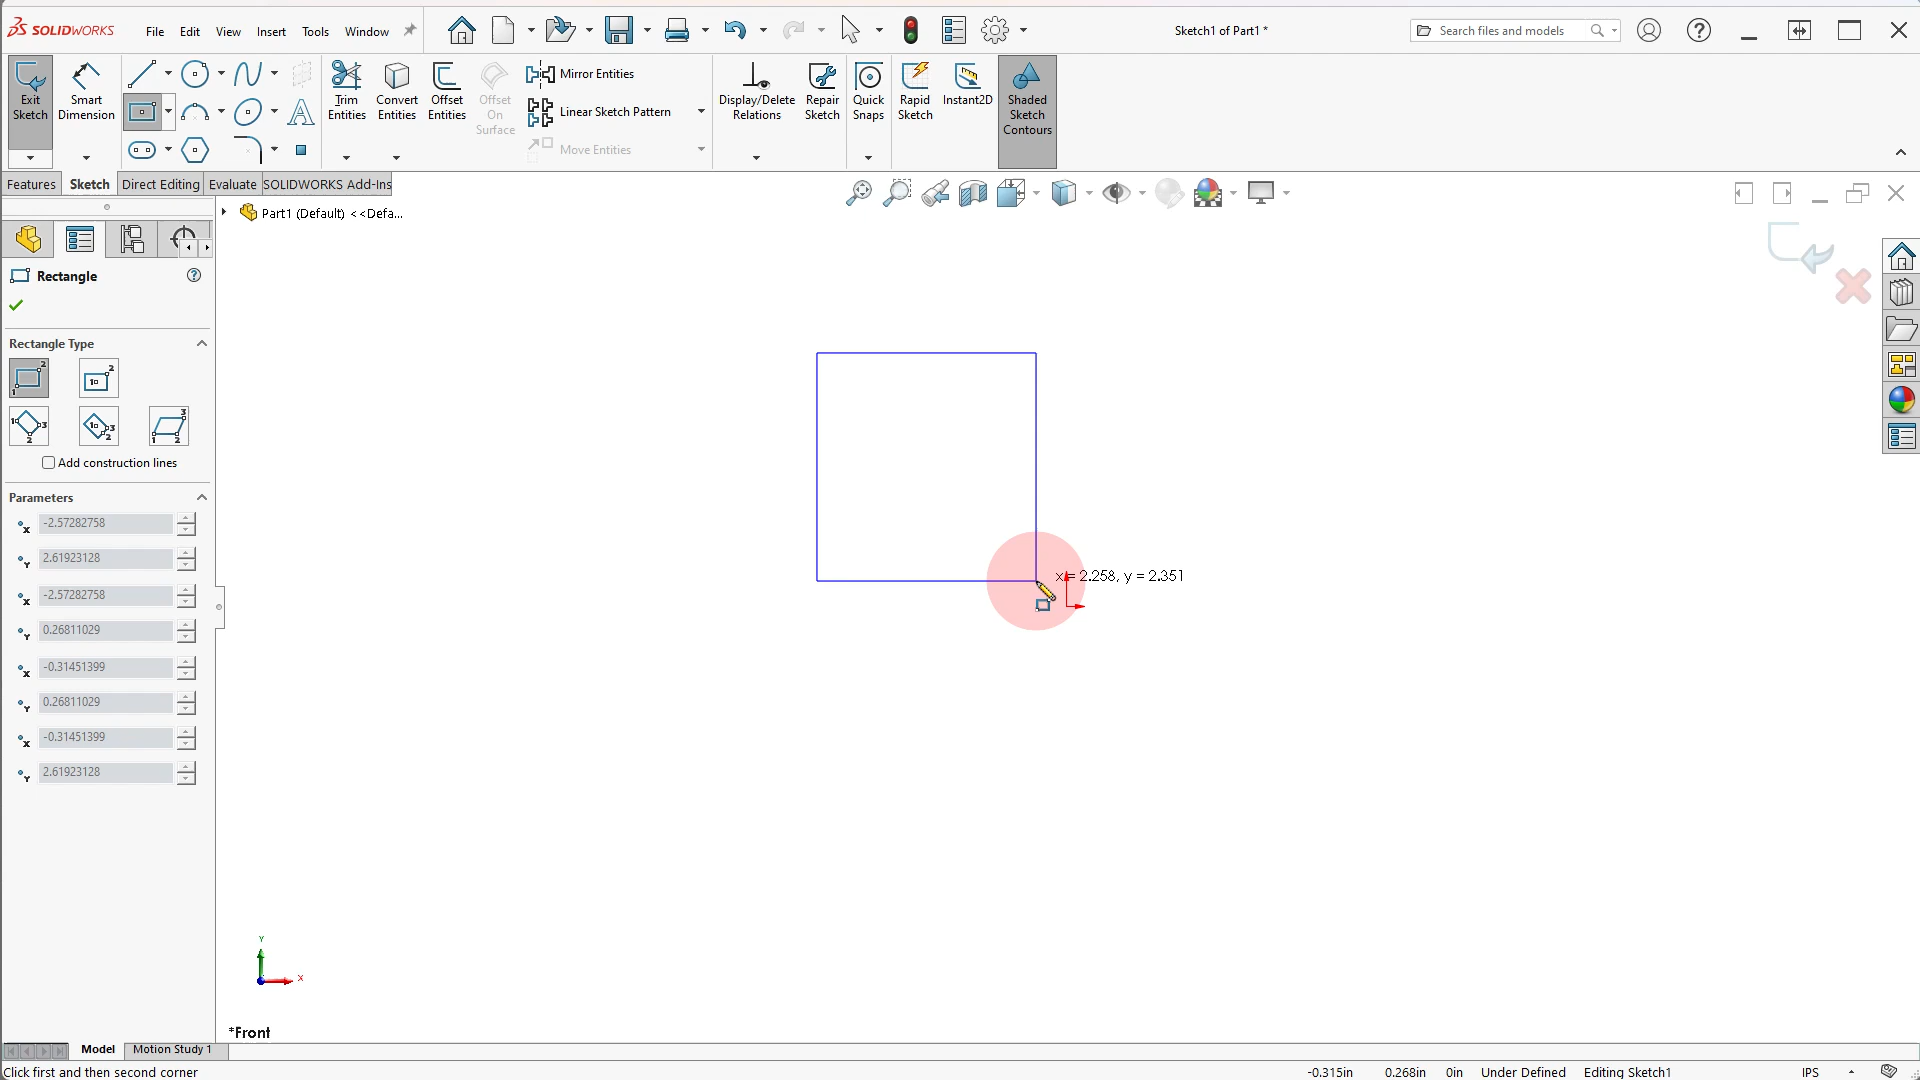 SOLIDWORKS File Edit View Insert Tools Window Sketch1 of Part1 * Search files and models
Exit Sketch
Smart Dimension
Trim Entities
Convert Entities
Offset Entities
Offset On Surface
Mirror Entities
Linear Sketch Pattern
Move Entities
Display/Delete Relations
Repair Sketch
Quick Snaps
Rapid Sketch
Instant2D
Shaded Sketch Contours
Features Sketch Direct Editing Evaluate SOLIDWORKS Add-Ins
Part1 (Default) <<Defa...
Rectangle
Rectangle Type
Add construction lines
Parameters
-2.57282758
2.61923128
-2.57282758
0.26811029
-0.31451399
0.26811029
-0.31451399
2.61923128
x = 2.258, y = 2.351
Y
X
*Front
Model Motion Study 1
Click first and then second corner -0.315in 0.268in 0in Under Defined Editing Sketch1 IPS